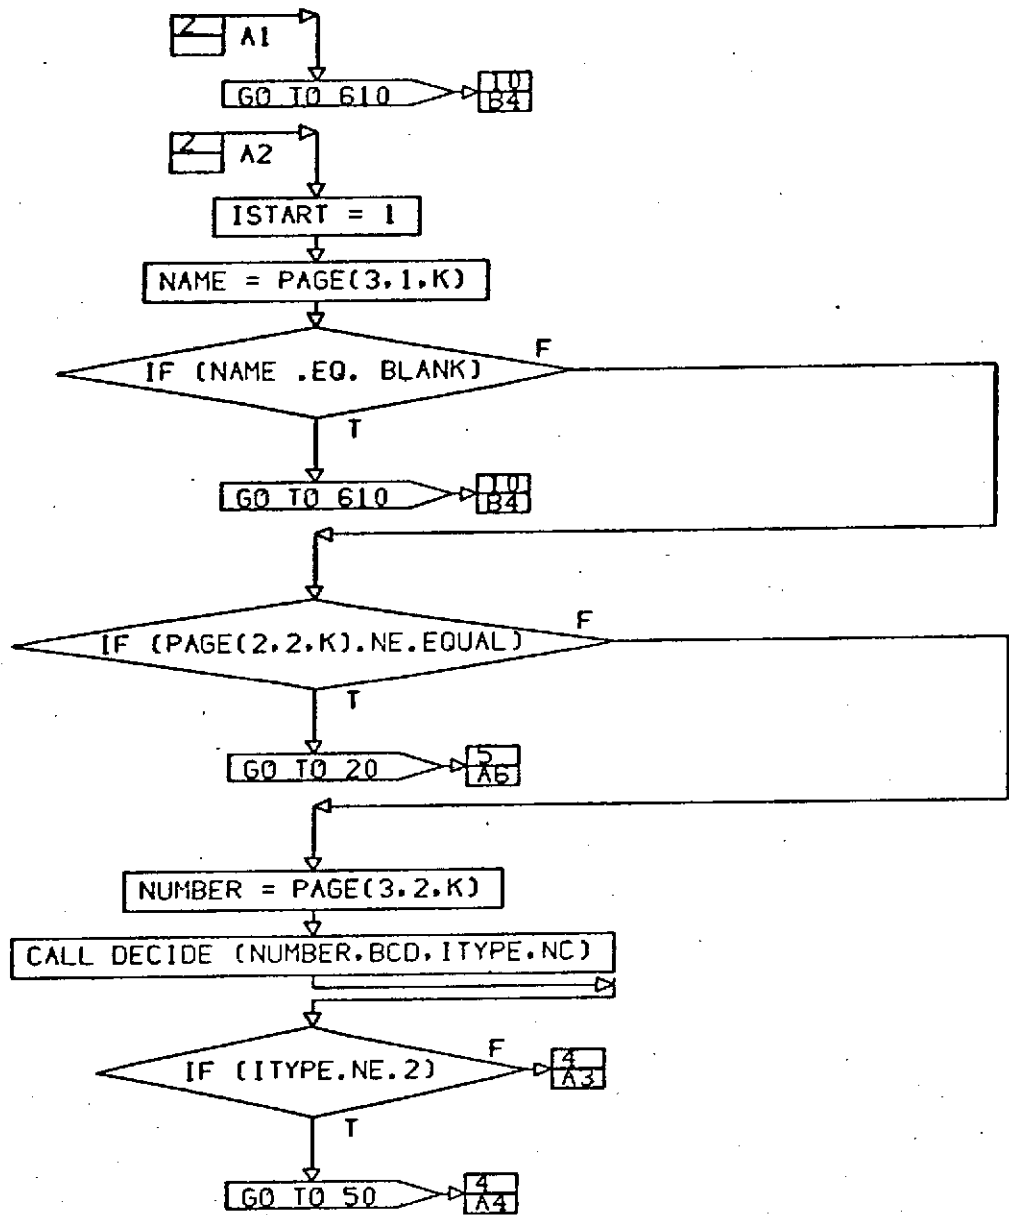 2
A1
GO TO 610
10
B4
2
A2
ISTART = 1
NAME = PAGE(3,1,K)
IF (NAME .EQ. BLANK)
F
T
GO TO 610
10
B4
IF (PAGE(2,2,K).NE.EQUAL)
F
T
GO TO 20
5
A6
NUMBER = PAGE(3,2,K)
CALL DECIDE (NUMBER,BCD,ITYPE,NC)
IF (ITYPE.NE.2)
F
4
A3
T
GO TO 50
4
A4